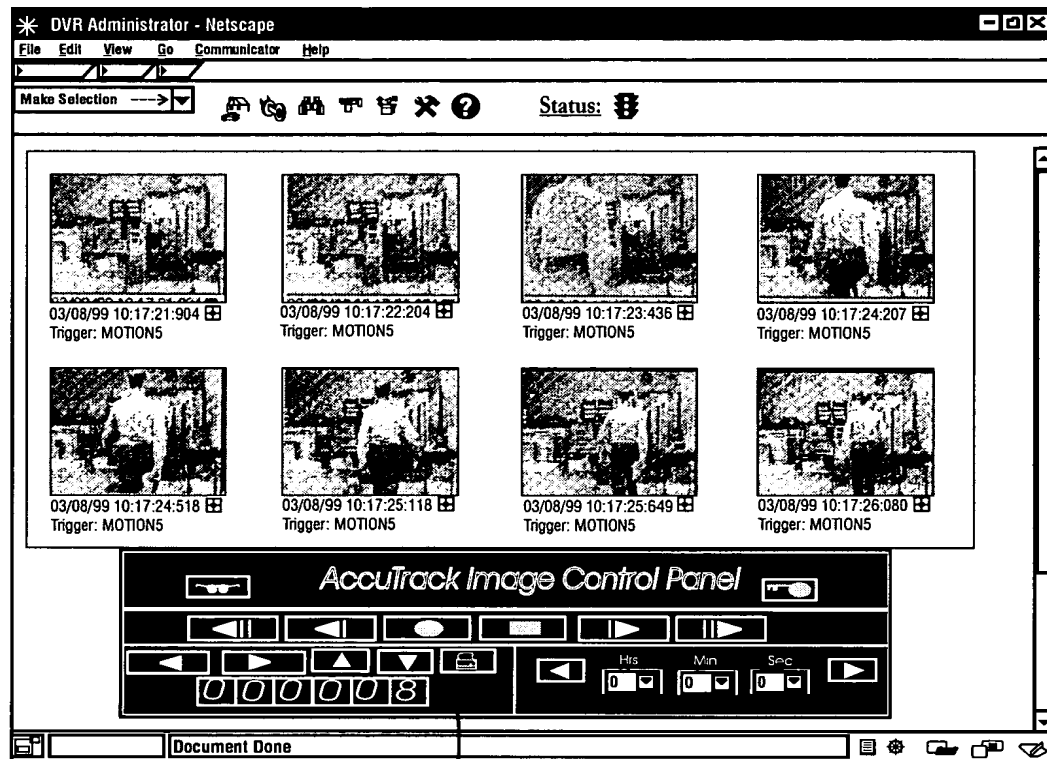 DVR Administrator - Netscape
File Edit View Go Communicator Help
Make Selection ---->
Status:
03/08/99 10:17:21:904
Trigger: MOTION5
03/08/99 10:17:22:204
Trigger: MOTION5
03/08/99 10:17:23:436
Trigger: MOTION5
03/08/99 10:17:24:207
Trigger: MOTION5
03/08/99 10:17:24:518
Trigger: MOTION5
03/08/99 10:17:25:118
Trigger: MOTION5
03/08/99 10:17:25:649
Trigger: MOTION5
03/08/99 10:17:26:080
Trigger: MOTION5
AccuTrack Image Control Panel
Hrs Min Sec
0 0 0
000008
Document Done